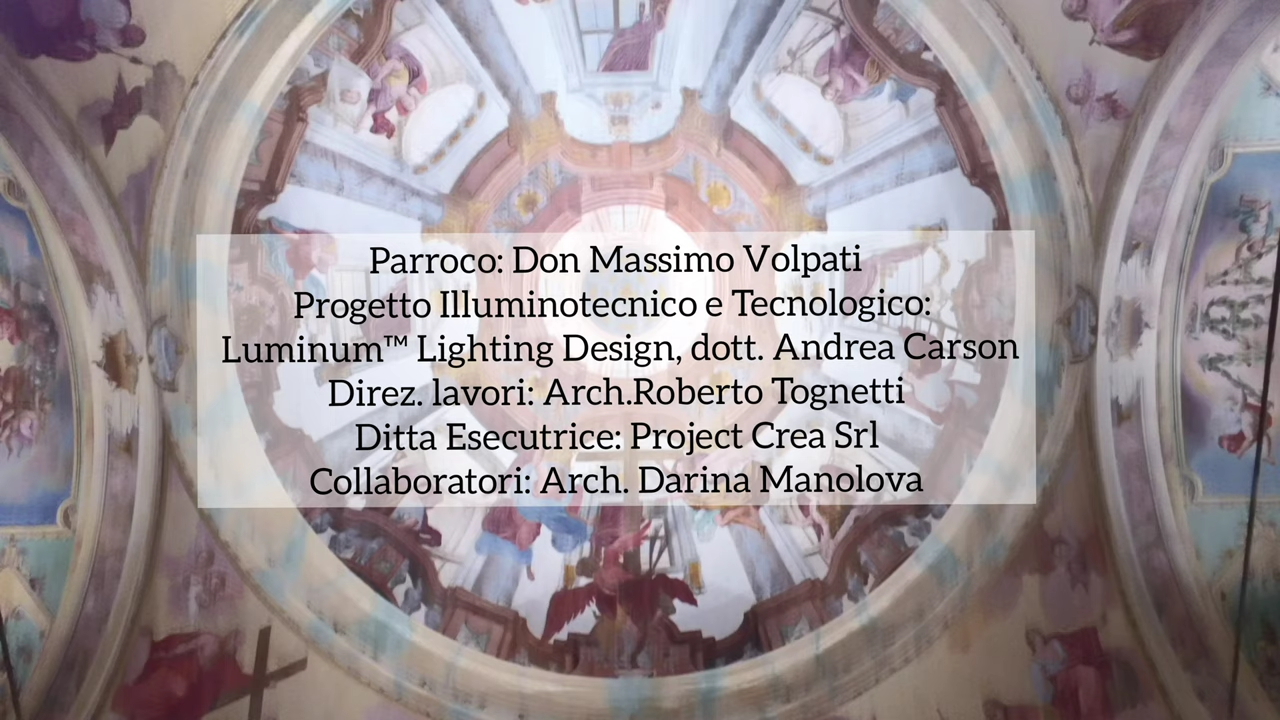 Parroco: Don Massimo Volpati
Progetto Illuminotecnico e Tecnologico:
Luminum™ Lighting Design, dott. Andrea Carson
Direz. lavori: Arch.Roberto Tognetti
Ditta Esecutrice: Project Crea Srl
Collaboratori: Arch. Darina Manolova